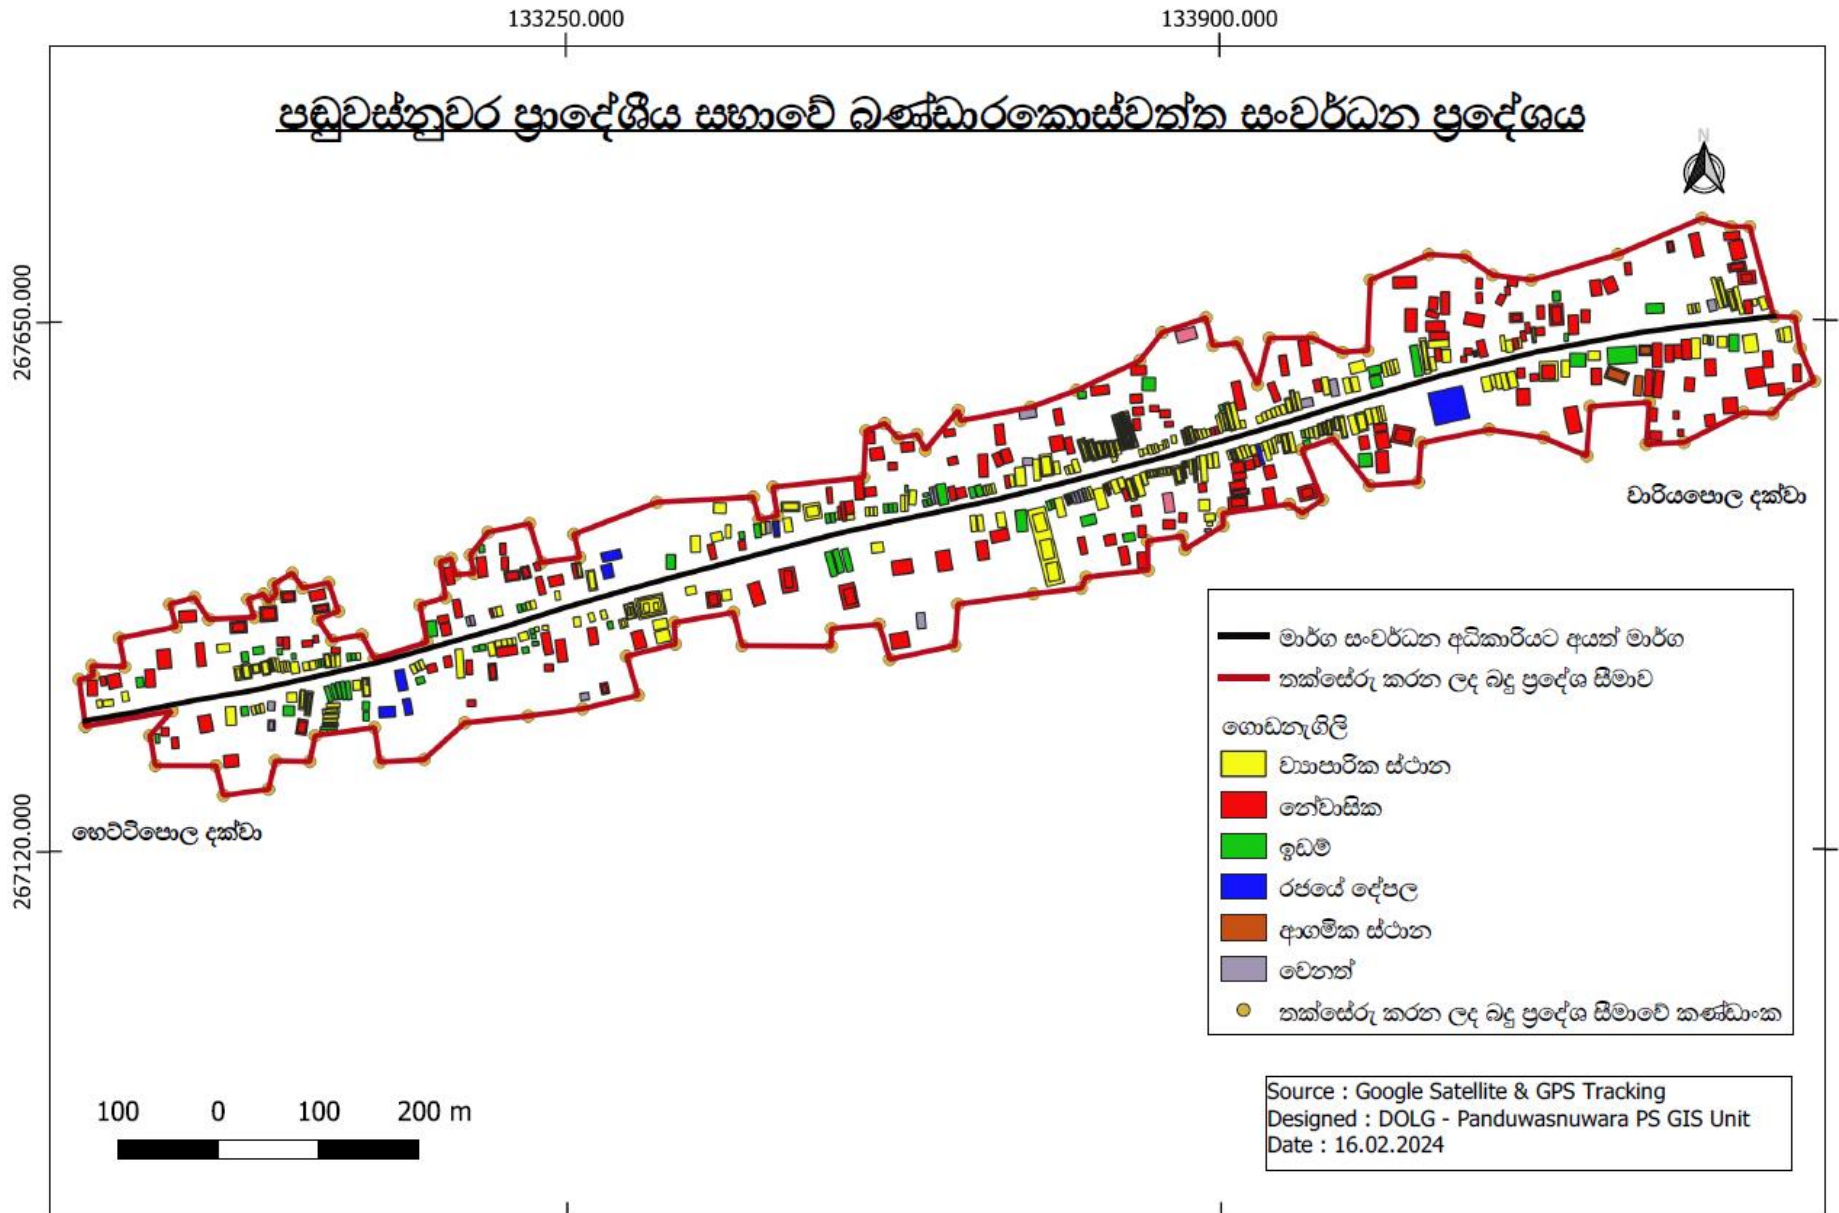 133250.000
133900.000
පඬුවස්නුවර ප්‍රාදේශීය සභාවේ බණ්ඩාරකොස්වත්ත සංවර්ධන ප්‍රදේශය
N
26765​0.000
වාරියපොල දක්වා
මාර්ග සංවර්ධන අධිකාරියට අයත් මාර්ග
තක්සේරු කරන ලද බදු ප්‍රදේශ සීමාව
ගොඩනැගිලි
ව්‍යාපාරික ස්ථාන
නේවාසික
ඉඩම්
රජයේ දේපල
ආගමික ස්ථාන
වෙනත්
තක්සේරු කරන ලද බදු ප්‍රදේශ සීමාවේ කණ්ඩාංක
හෙට්ටිපොල දක්වා
267120.000
100 0 100 200 m
Source : Google Satellite & GPS Tracking
Designed : DOLG - Panduwasnuwara PS GIS Unit
Date : 16.02.2024